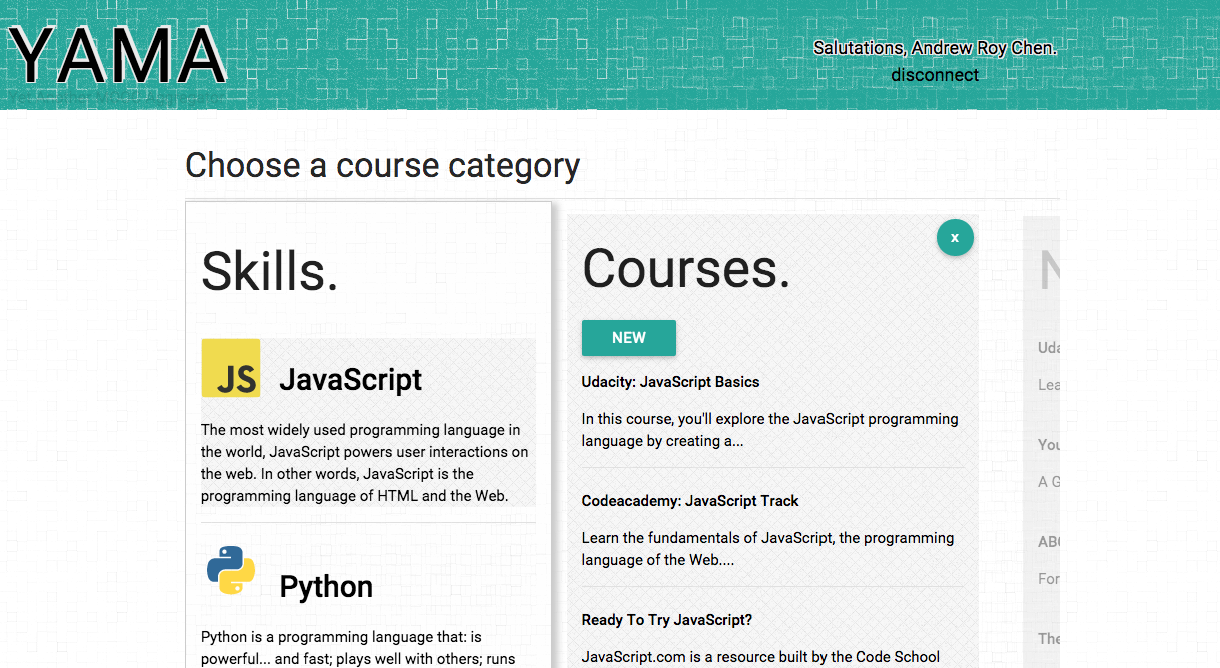 YAMA
Salutations, Andrew Roy Chen.
disconnect
Choose a course category
Skills.
JS
JavaScript
The most widely used programming language in
the world, JavaScript powers user interactions on
the web. In other words, JavaScript is the
programming language of HTML and the Web.
Python
Python is a programming language that: is
powerful... and fast; plays well with others; runs
Courses.
x
NEW
Udacity: JavaScript Basics
In this course, you'll explore the JavaScript programming
language by creating a...
Codeacademy: JavaScript Track
Learn the fundamentals of JavaScript, the programming
language of the Web....
Ready To Try JavaScript?
JavaScript.com is a resource built by the Code School
N
Uda
Lea
You
A G
ABC
For
The